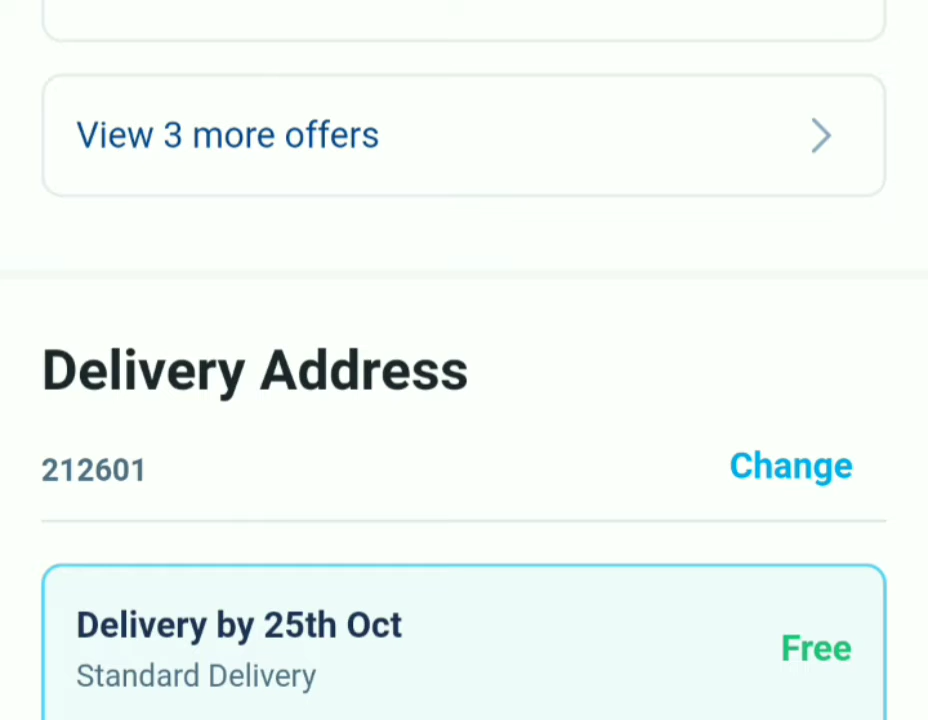 View 3 more offers
Delivery Address
212601
Change
Delivery by 25th Oct
Free
Standard Delivery